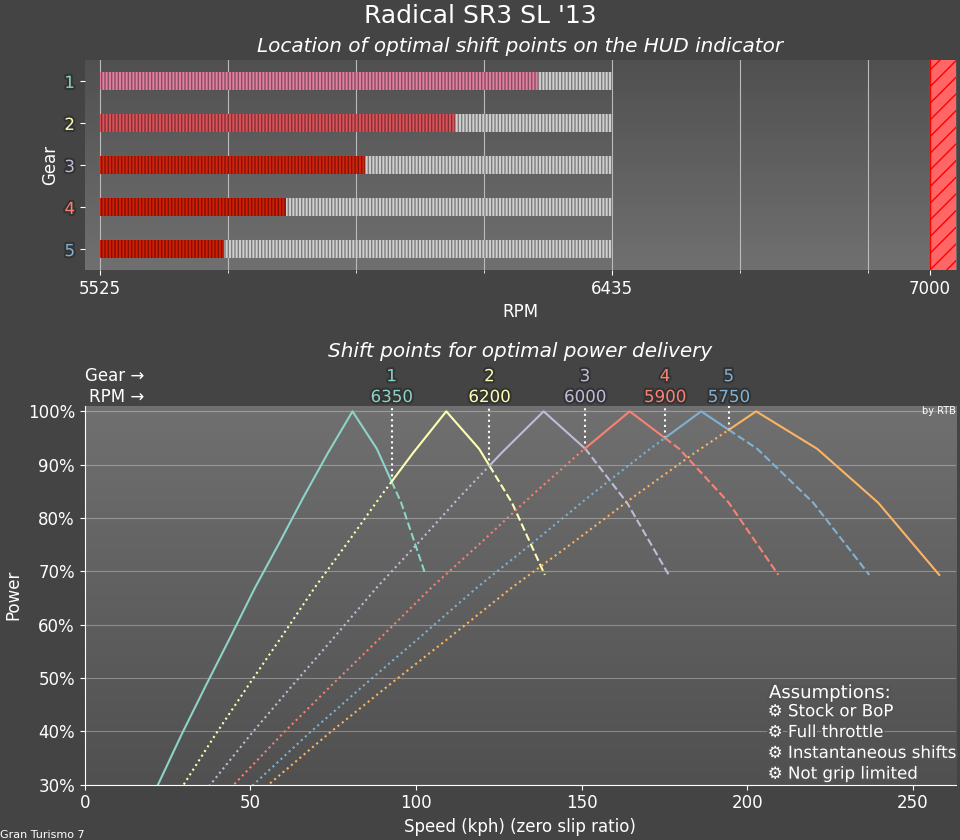 Radical SR3 SL '13
Location of optimal shift points on the HUD indicator
Gear
1
2
3
4
5
5525 6435 7000
RPM
Shift points for optimal power delivery
Gear → 1 2 3 4 5
RPM → 6350 6200 6000 5900 5750
by RTB
Power
100%
90%
80%
70%
60%
50%
40%
30%
Assumptions:
⚙ Stock or BoP
⚙ Full throttle
⚙ Instantaneous shifts
⚙ Not grip limited
0 50 100 150 200 250
Speed (kph) (zero slip ratio)
Gran Turismo 7